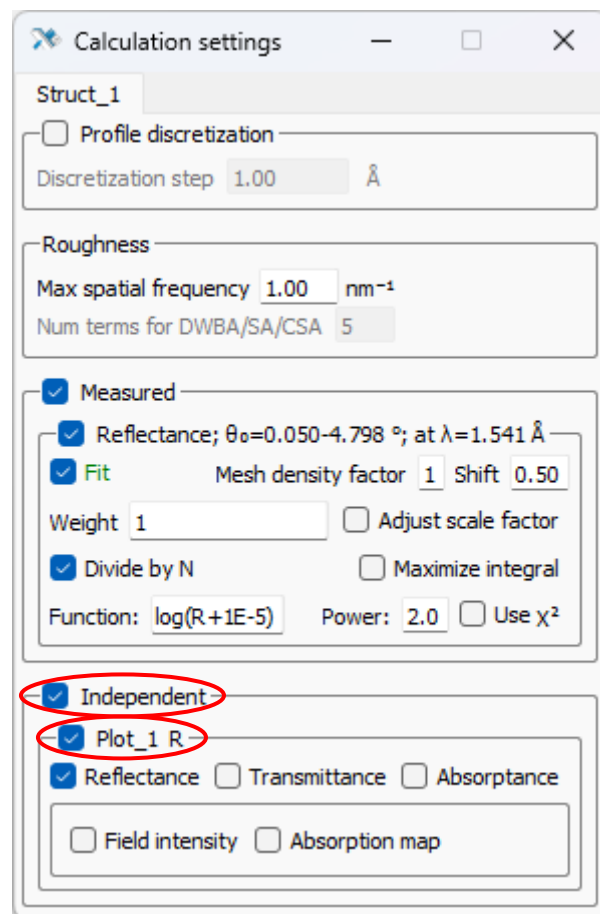 Calculation settings
Struct_1
Profile discretization
Discretization step 1.00 Å
Roughness
Max spatial frequency 1.00 nm⁻¹
Num terms for DWBA/SA/CSA 5
Measured
Reflectance; θ₀=0.050-4.798 °; at λ=1.541 Å
Fit Mesh density factor 1 Shift 0.50
Weight 1 Adjust scale factor
Divide by N Maximize integral
Function: log(R+1E-5) Power: 2.0 Use χ²
Independent
Plot_1 R
Reflectance Transmittance Absorptance
Field intensity Absorption map